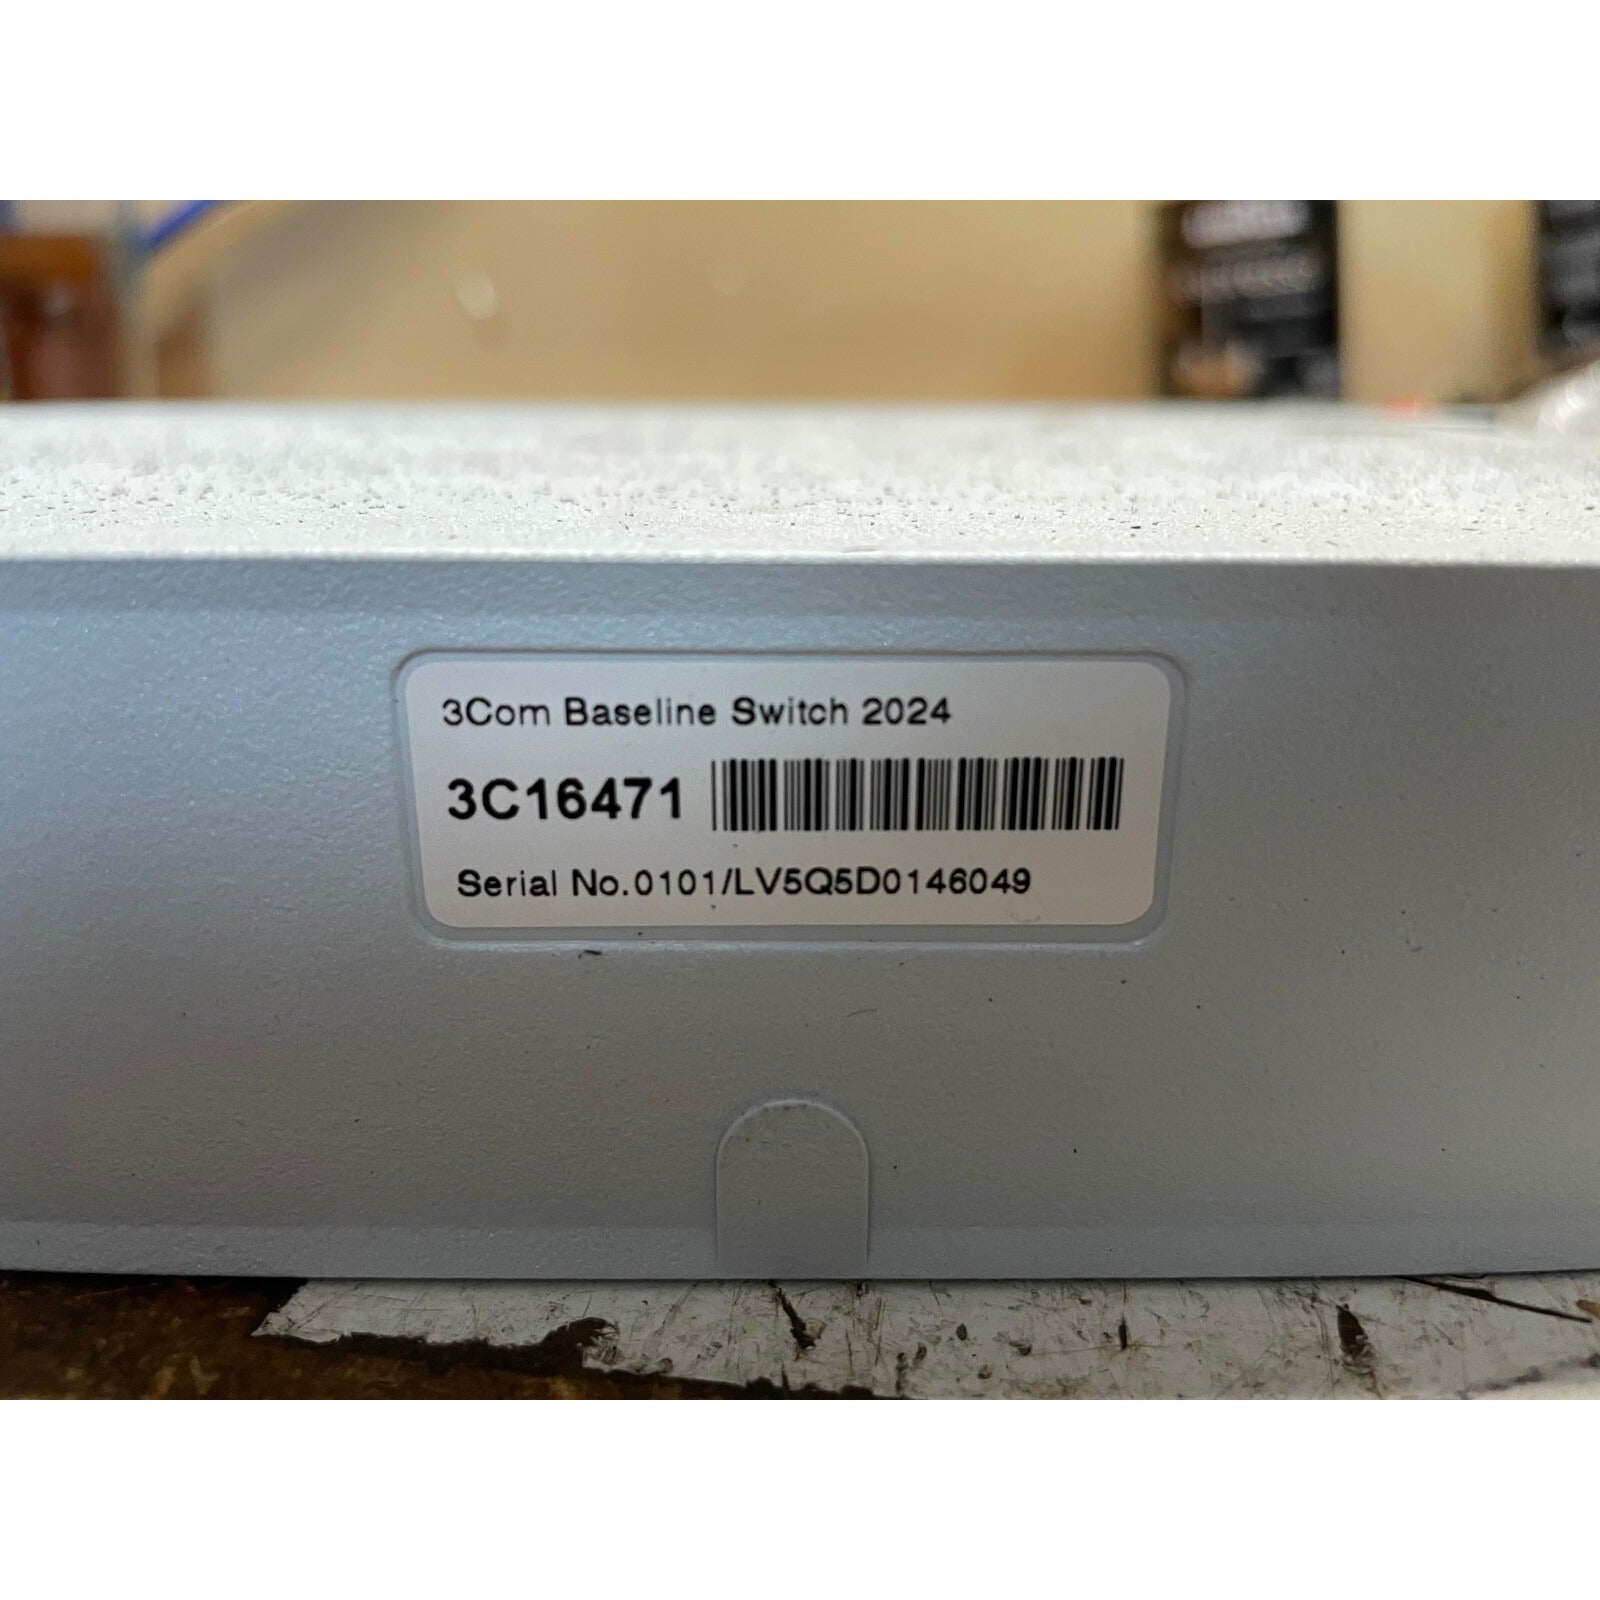 3Com Baseline Switch 2024
3C16471
Serial No.0101/LV5Q5D0146049